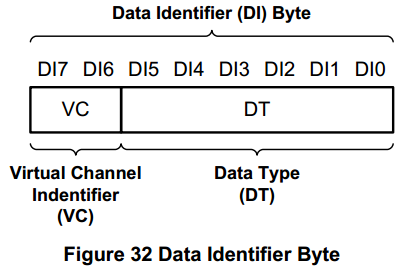 Data Identifier (DI) Byte
DI7 DI6 DI5 DI4 DI3 DI2 DI1 DI0
VC DT
Virtual Channel
Indentifier
(VC)
Data Type
(DT)
Figure 32 Data Identifier Byte